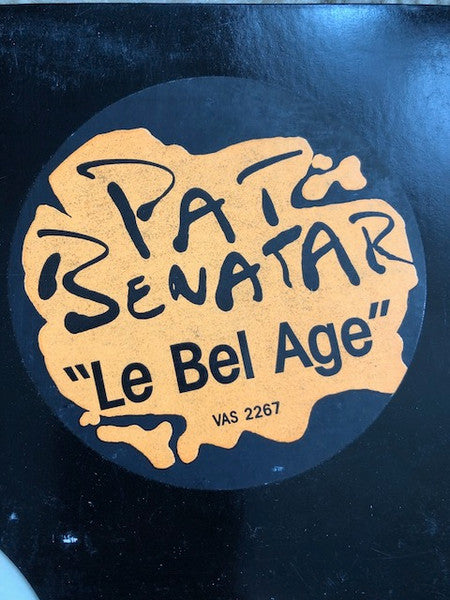 PAT
BENATAR
"Le Bel Age"
VAS 2267